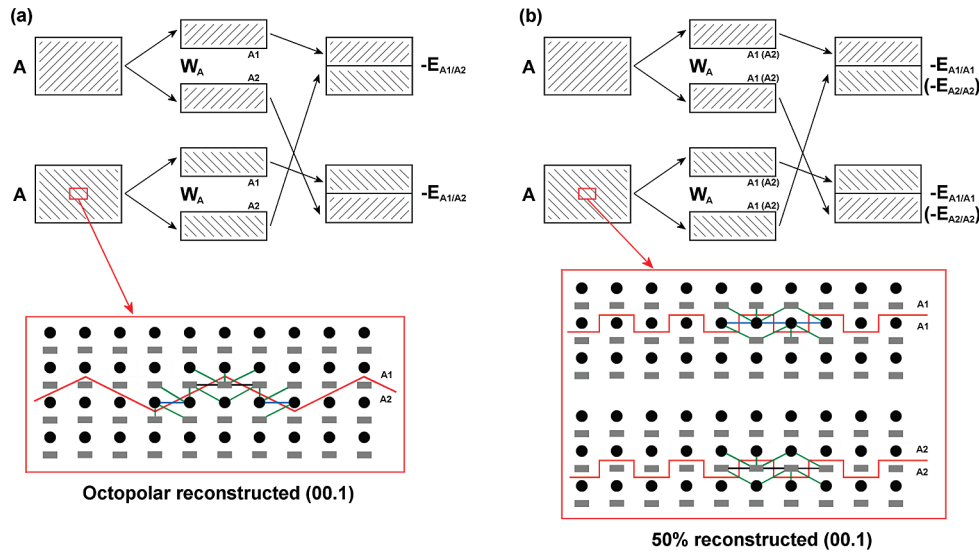 (a)
A
A1
W_A
A2
-E_A1/A2
A
A1
W_A
A2
-E_A1/A2
A1
A2
Octopolar reconstructed (00.1)
(b)
A
A1 (A2)
W_A
A1 (A2)
-E_A1/A1
(-E_A2/A2)
A
A1 (A2)
W_A
A1 (A2)
-E_A1/A1
(-E_A2/A2)
A1
A1
A2
A2
50% reconstructed (00.1)